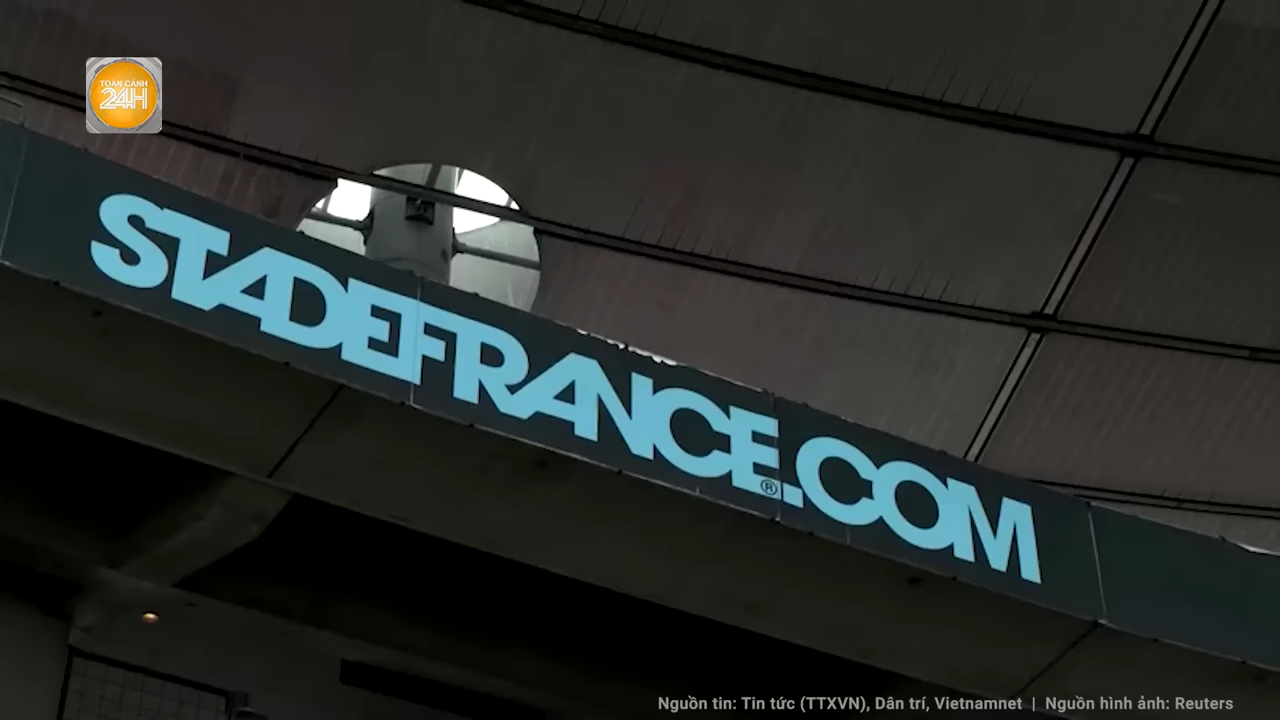 TOÀN CẢNH
24H
STADEFRANCE®.COM
Nguồn tin: Tin tức (TTXVN), Dân trí, Vietnamnet | Nguồn hình ảnh: Reuters